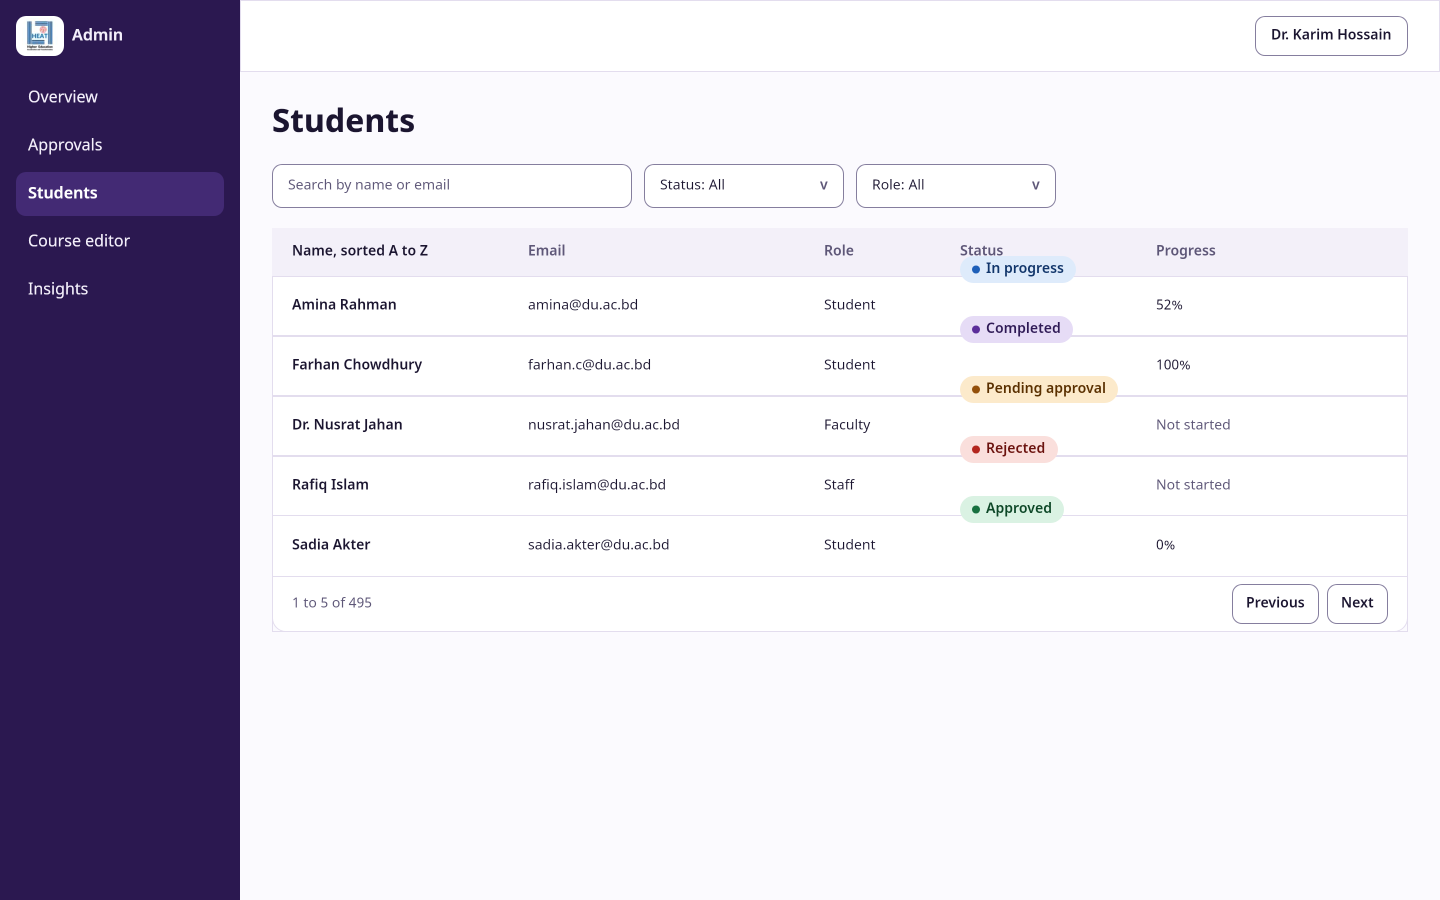 HEAT
Higher Education
Admin
Dr. Karim Hossain
Overview
Approvals
Students
Course editor
Insights
Students
Search by name or email
Status: All v
Role: All v
Name, sorted A to Z Email Role Status Progress
In progress
Amina Rahman amina@du.ac.bd Student 52%
Completed
Farhan Chowdhury farhan.c@du.ac.bd Student 100%
Pending approval
Dr. Nusrat Jahan nusrat.jahan@du.ac.bd Faculty Not started
Rejected
Rafiq Islam rafiq.islam@du.ac.bd Staff Not started
Approved
Sadia Akter sadia.akter@du.ac.bd Student 0%
1 to 5 of 495 Previous Next